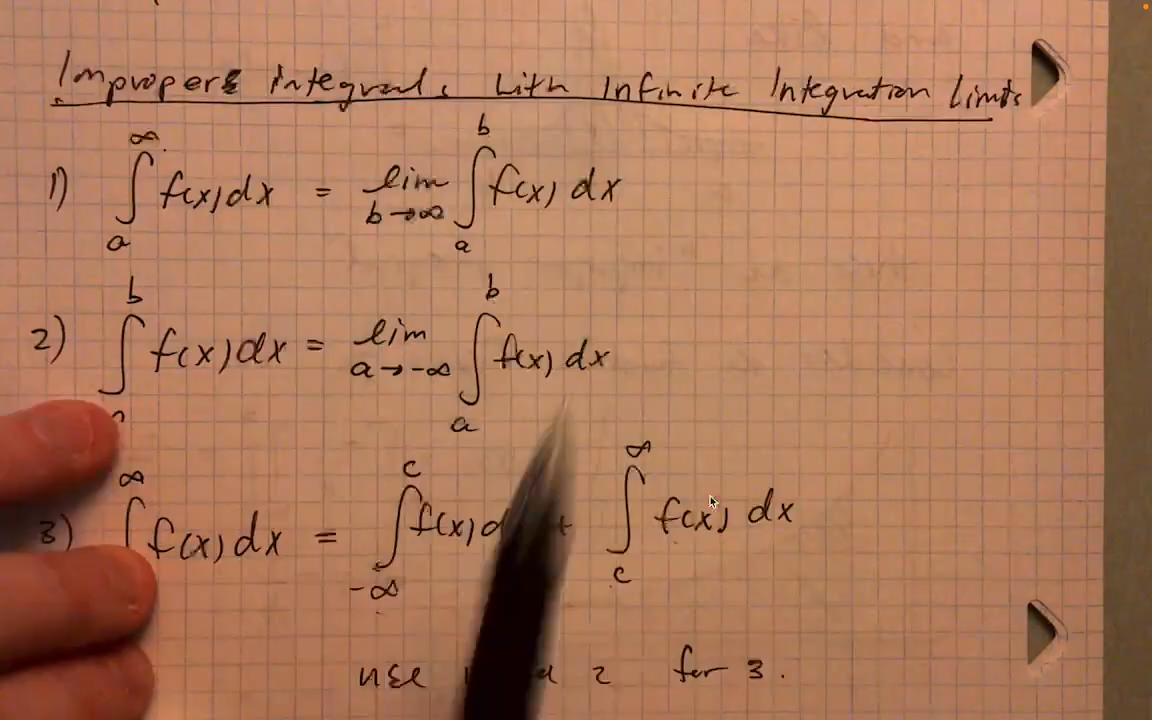 Improper integrals with Infinite Integration Limits
1) ∫_a^∞ f(x)dx = lim_{b→∞} ∫_a^b f(x) dx
2) ∫^b f(x)dx = lim_{a→-∞} ∫_a^b f(x) dx
3) ∫^∞ f(x)dx = ∫_{-∞}^c f(x)d + ∫_c^∞ f(x) dx
use 2 for 3.